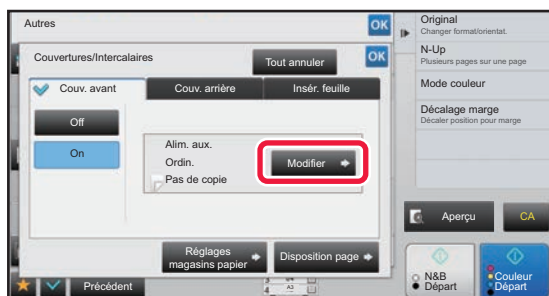 Autres
OK
Couvertures/Intercalaires
Tout annuler
OK
Couv. avant
Couv. arrière
Insér. feuille
Off
On
Alim. aux.
Ordin.
Pas de copie
Modifier
Réglages
magasins papier
Disposition page
Précédent
A3
Original
Changer format/orientat.
N-Up
Plusieurs pages sur une page
Mode couleur
Décalage marge
Décaler position pour marge
Aperçu
CA
N&B
Départ
Couleur
Départ